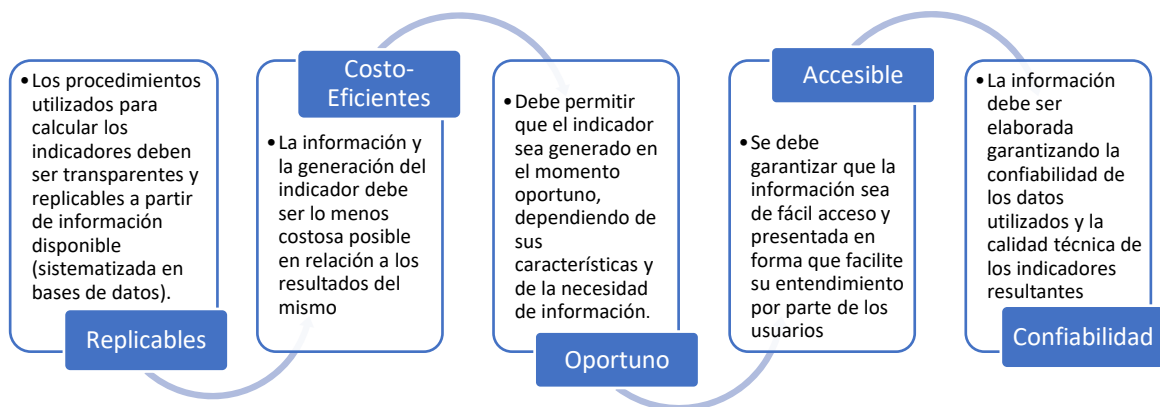 • Los procedimientos
utilizados para
calcular los
indicadores deben
ser transparentes y
replicables a partir
de información
disponible
(sistematizada en
bases de datos).
Replicables
Costo-
Eficientes
• La información y
la generación del
indicador debe
ser lo menos
costosa posible
en relación a los
resultados del
mismo
• Debe permitir
que el indicador
sea generado en
el momento
oportuno,
dependiendo de
sus
características y
de la necesidad
de información.
Oportuno
Accesible
• Se debe
garantizar que la
información sea
de fácil acceso y
presentada en
forma que facilite
su entendimiento
por parte de los
usuarios
• La información
debe ser
elaborada
garantizando la
confiabilidad de
los datos
utilizados y la
calidad técnica de
los indicadores
resultantes
Confiabilidad